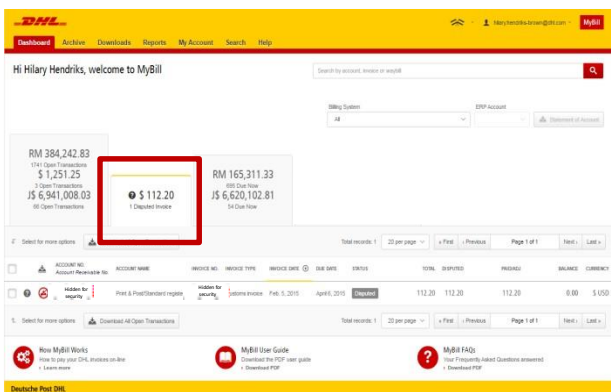 DHL
hilary.hendriks-brown@dhl.com
MyBill
Dashboard Archive Downloads Reports My Account Search Help
Hi Hilary Hendriks, welcome to MyBill
Search by account, invoice or waybill
Billing System
ERP Account
All
Statement of Account
RM 384,242.83
1741 Open Transactions
$ 1,251.25
3 Open Transactions
J$ 6,941,008.03
66 Open Transactions
$ 112.20
1 Disputed Invoice
RM 165,311.33
695 Due Now
J$ 6,620,102.81
54 Due Now
Select for more options
Total records: 1 20 per page « First ‹ Previous Page 1 of 1 Next › Last »
ACCOUNT NO. ACCOUNT NAME INVOICE NO. INVOICE TYPE INVOICE DATE DUE DATE STATUS TOTAL DISPUTED PAID/ADJ BALANCE CURRENCY
Account Receivable No.
Hidden for security Print & Post/Standard registe Hidden for security ustoms Invoice Feb. 5, 2015 April 6, 2015 Disputed 112.20 112.20 112.20 0.00 $ USD
Select for more options Download All Open Transactions Total records: 1 20 per page « First ‹ Previous Page 1 of 1 Next › Last »
How MyBill Works
How to pay your DHL invoices on-line
› Learn more
MyBill User Guide
Download the PDF user guide
› Download PDF
MyBill FAQs
Your Frequently Asked Questions answered
› Download PDF
Deutsche Post DHL